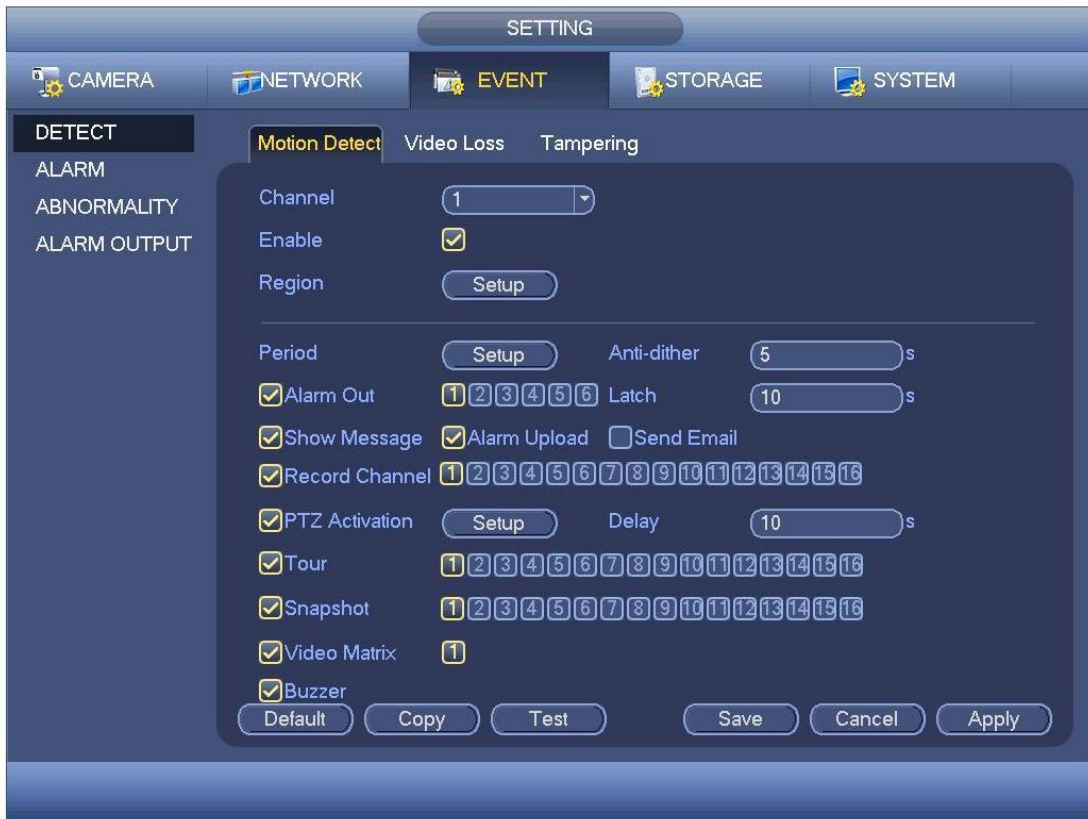 SETTING
CAMERA NETWORK EVENT STORAGE SYSTEM
DETECT
ALARM
ABNORMALITY
ALARM OUTPUT
Motion Detect Video Loss Tampering
Channel 1
Enable
Region Setup
Period Setup Anti-dither 5 s
Alarm Out 1 2 3 4 5 6 Latch 10 s
Show Message Alarm Upload Send Email
Record Channel 1 2 3 4 5 6 7 8 9 10 11 12 13 14 15 16
PTZ Activation Setup Delay 10 s
Tour 1 2 3 4 5 6 7 8 9 10 11 12 13 14 15 16
Snapshot 1 2 3 4 5 6 7 8 9 10 11 12 13 14 15 16
Video Matrix 1
Buzzer
Default Copy Test Save Cancel Apply